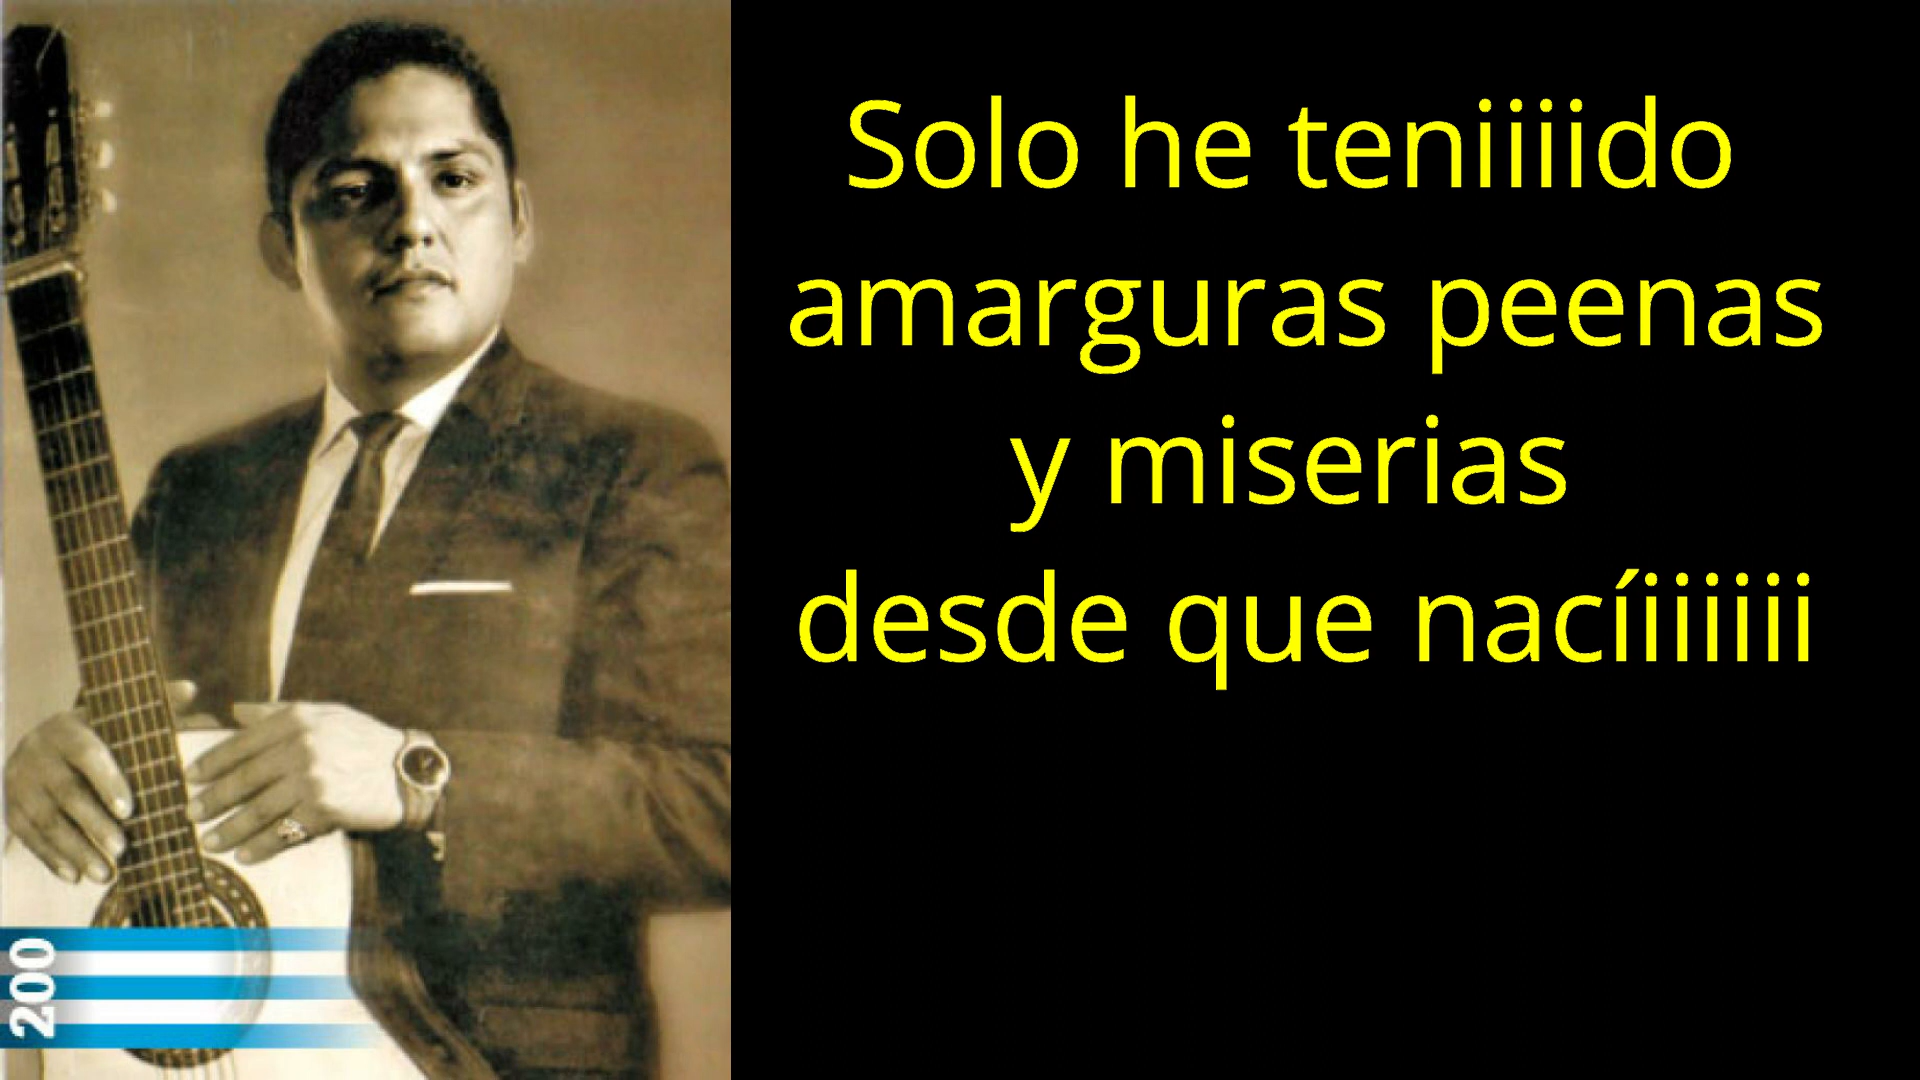 Solo he teniiiido
amarguras peenas
y miserias
desde que nacíiiiiii
200